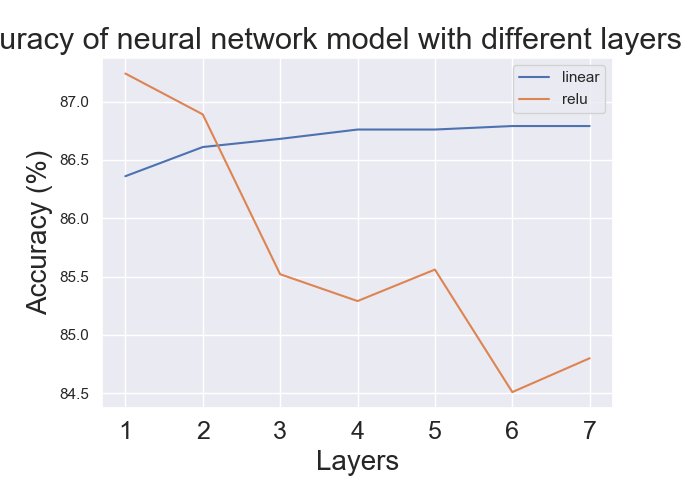 uracy of neural network model with different layers
linear
relu
87.0
86.5
86.0
85.5
85.0
84.5
Accuracy (%)
1 2 3 4 5 6 7
Layers